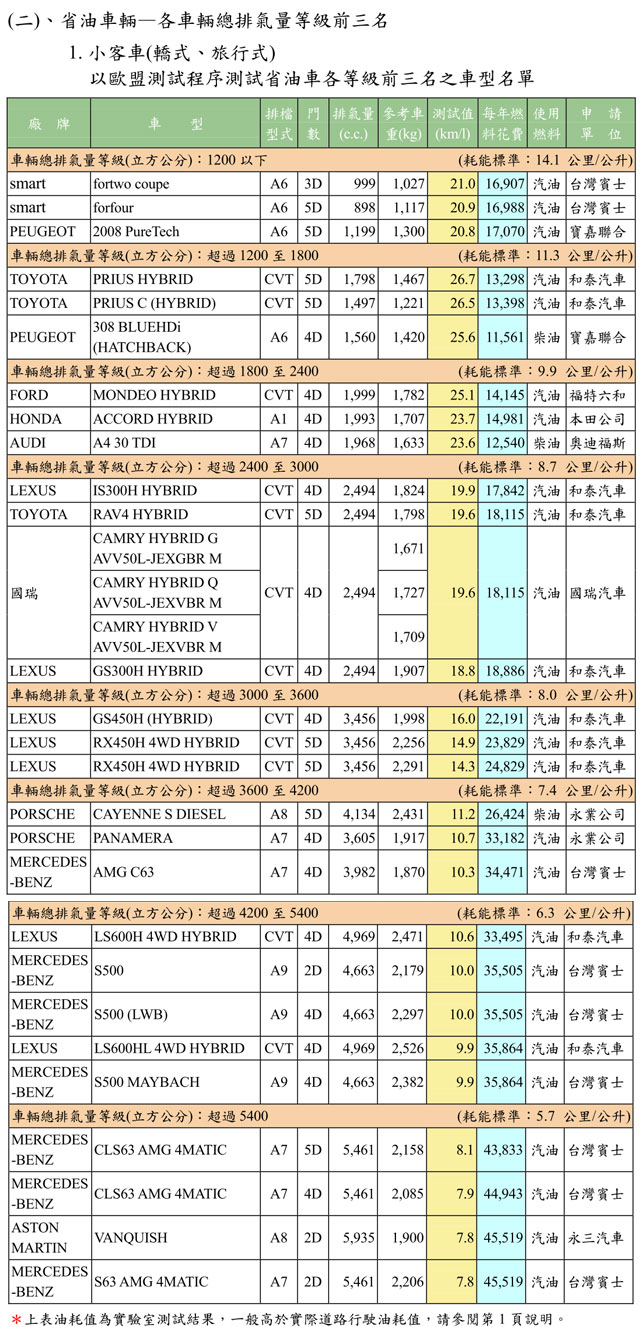 (二)、省油車輛—各車輛總排氣量等級前三名
1. 小客車(轎式、旅行式)
以歐盟測試程序測試省油車各等級前三名之車型名單
廠 牌 車 型 排檔型式 門數 排氣量(c.c.) 參考車重(kg) 測試值(km/l) 每年燃料花費 使用燃料 申請單位
車輛總排氣量等級(立方公分)：1200 以下 (耗能標準：14.1 公里/公升)
smart fortwo coupe A6 3D 999 1,027 21.0 16,907 汽油 台灣賓士
smart forfour A6 5D 898 1,117 20.9 16,988 汽油 台灣賓士
PEUGEOT 2008 PureTech A6 5D 1,199 1,300 20.8 17,070 汽油 寶嘉聯合
車輛總排氣量等級(立方公分)：超過 1200 至 1800 (耗能標準：11.3 公里/公升)
TOYOTA PRIUS HYBRID CVT 5D 1,798 1,467 26.7 13,298 汽油 和泰汽車
TOYOTA PRIUS C (HYBRID) CVT 5D 1,497 1,221 26.5 13,398 汽油 和泰汽車
PEUGEOT 308 BLUEHDi (HATCHBACK) A6 4D 1,560 1,420 25.6 11,561 柴油 寶嘉聯合
車輛總排氣量等級(立方公分)：超過 1800 至 2400 (耗能標準：9.9 公里/公升)
FORD MONDEO HYBRID CVT 4D 1,999 1,782 25.1 14,145 汽油 福特六和
HONDA ACCORD HYBRID A1 4D 1,993 1,707 23.7 14,981 汽油 本田公司
AUDI A4 30 TDI A7 4D 1,968 1,633 23.6 12,540 柴油 奧迪福斯
車輛總排氣量等級(立方公分)：超過 2400 至 3000 (耗能標準：8.7 公里/公升)
LEXUS IS300H HYBRID CVT 4D 2,494 1,824 19.9 17,842 汽油 和泰汽車
TOYOTA RAV4 HYBRID CVT 5D 2,494 1,798 19.6 18,115 汽油 和泰汽車
CAMRY HYBRID G
AVV50L-JEXGBR M 1,671
國瑞 CAMRY HYBRID Q
AVV50L-JEXVBR M CVT 4D 2,494 1,727 19.6 18,115 汽油 國瑞汽車
CAMRY HYBRID V
AVV50L-JEXVBR M 1,709
LEXUS GS300H HYBRID CVT 4D 2,494 1,907 18.8 18,886 汽油 和泰汽車
車輛總排氣量等級(立方公分)：超過 3000 至 3600 (耗能標準：8.0 公里/公升)
LEXUS GS450H (HYBRID) CVT 4D 3,456 1,998 16.0 22,191 汽油 和泰汽車
LEXUS RX450H 4WD HYBRID CVT 5D 3,456 2,256 14.9 23,829 汽油 和泰汽車
LEXUS RX450H 4WD HYBRID CVT 5D 3,456 2,291 14.3 24,829 汽油 和泰汽車
車輛總排氣量等級(立方公分)：超過 3600 至 4200 (耗能標準：7.4 公里/公升)
PORSCHE CAYENNE S DIESEL A8 5D 4,134 2,431 11.2 26,424 柴油 永業公司
PORSCHE PANAMERA A7 4D 3,605 1,917 10.7 33,182 汽油 永業公司
MERCEDES-BENZ AMG C63 A7 4D 3,982 1,870 10.3 34,471 汽油 台灣賓士
車輛總排氣量等級(立方公分)：超過 4200 至 5400 (耗能標準：6.3 公里/公升)
LEXUS LS600H 4WD HYBRID CVT 4D 4,969 2,471 10.6 33,495 汽油 和泰汽車
MERCEDES-BENZ S500 A9 2D 4,663 2,179 10.0 35,505 汽油 台灣賓士
MERCEDES-BENZ S500 (LWB) A9 4D 4,663 2,297 10.0 35,505 汽油 台灣賓士
LEXUS LS600HL 4WD HYBRID CVT 4D 4,969 2,526 9.9 35,864 汽油 和泰汽車
MERCEDES-BENZ S500 MAYBACH A9 4D 4,663 2,382 9.9 35,864 汽油 台灣賓士
車輛總排氣量等級(立方公分)：超過 5400 (耗能標準：5.7 公里/公升)
MERCEDES-BENZ CLS63 AMG 4MATIC A7 5D 5,461 2,158 8.1 43,833 汽油 台灣賓士
MERCEDES-BENZ CLS63 AMG 4MATIC A7 4D 5,461 2,085 7.9 44,943 汽油 台灣賓士
ASTON MARTIN VANQUISH A8 2D 5,935 1,900 7.8 45,519 汽油 永三汽車
MERCEDES-BENZ S63 AMG 4MATIC A7 2D 5,461 2,206 7.8 45,519 汽油 台灣賓士
＊上表油耗值為實驗室測試結果，一般高於實際道路行駛油耗值，請參閱第 1 頁說明。